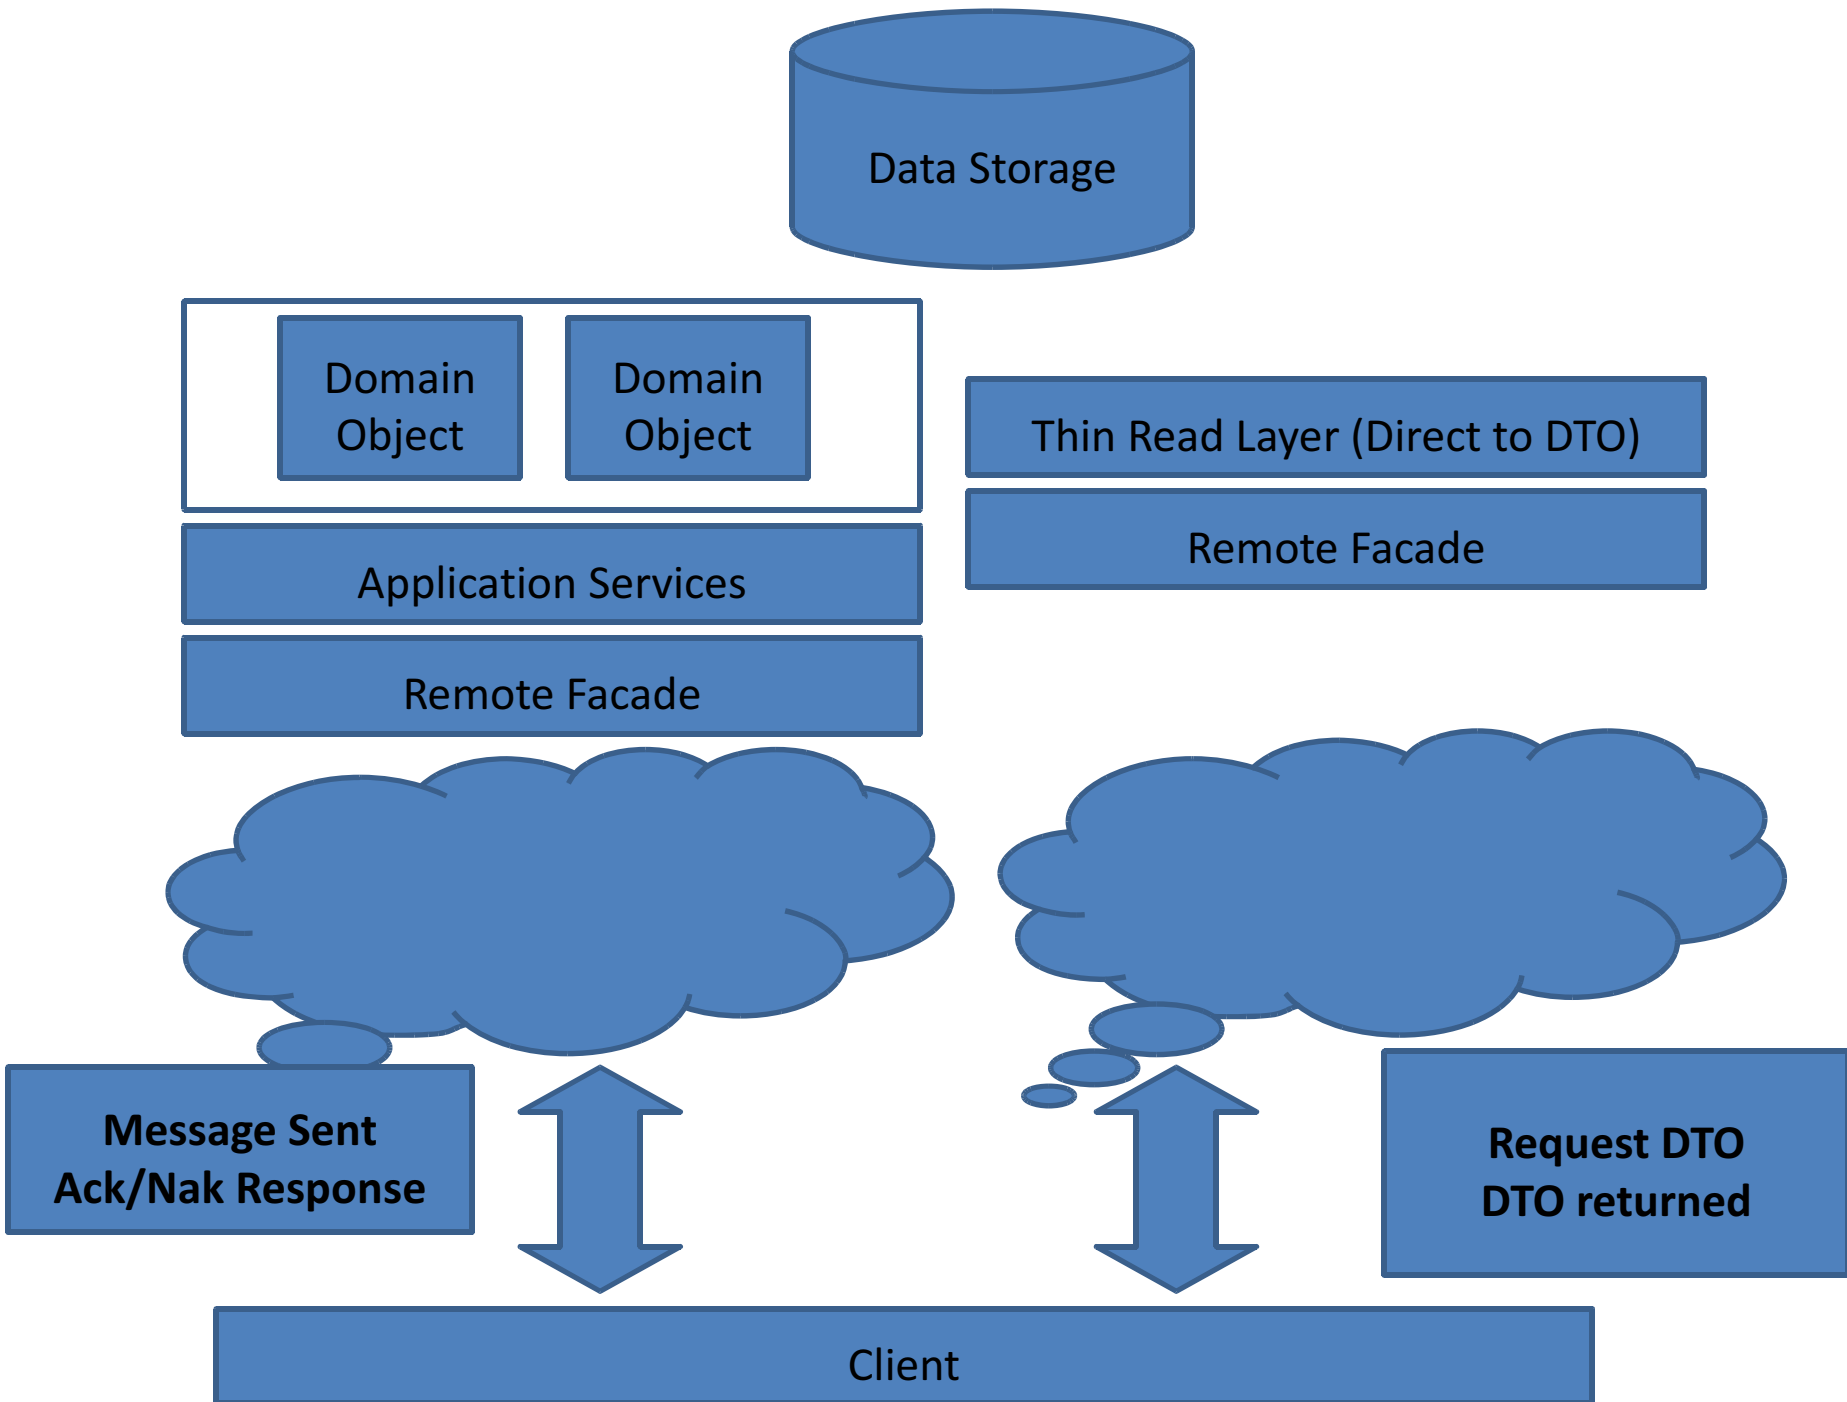 Data Storage
Domain
Object
Domain
Object
Thin Read Layer (Direct to DTO)
Remote Facade
Application Services
Remote Facade
Message Sent
Ack/Nak Response
Request DTO
DTO returned
Client